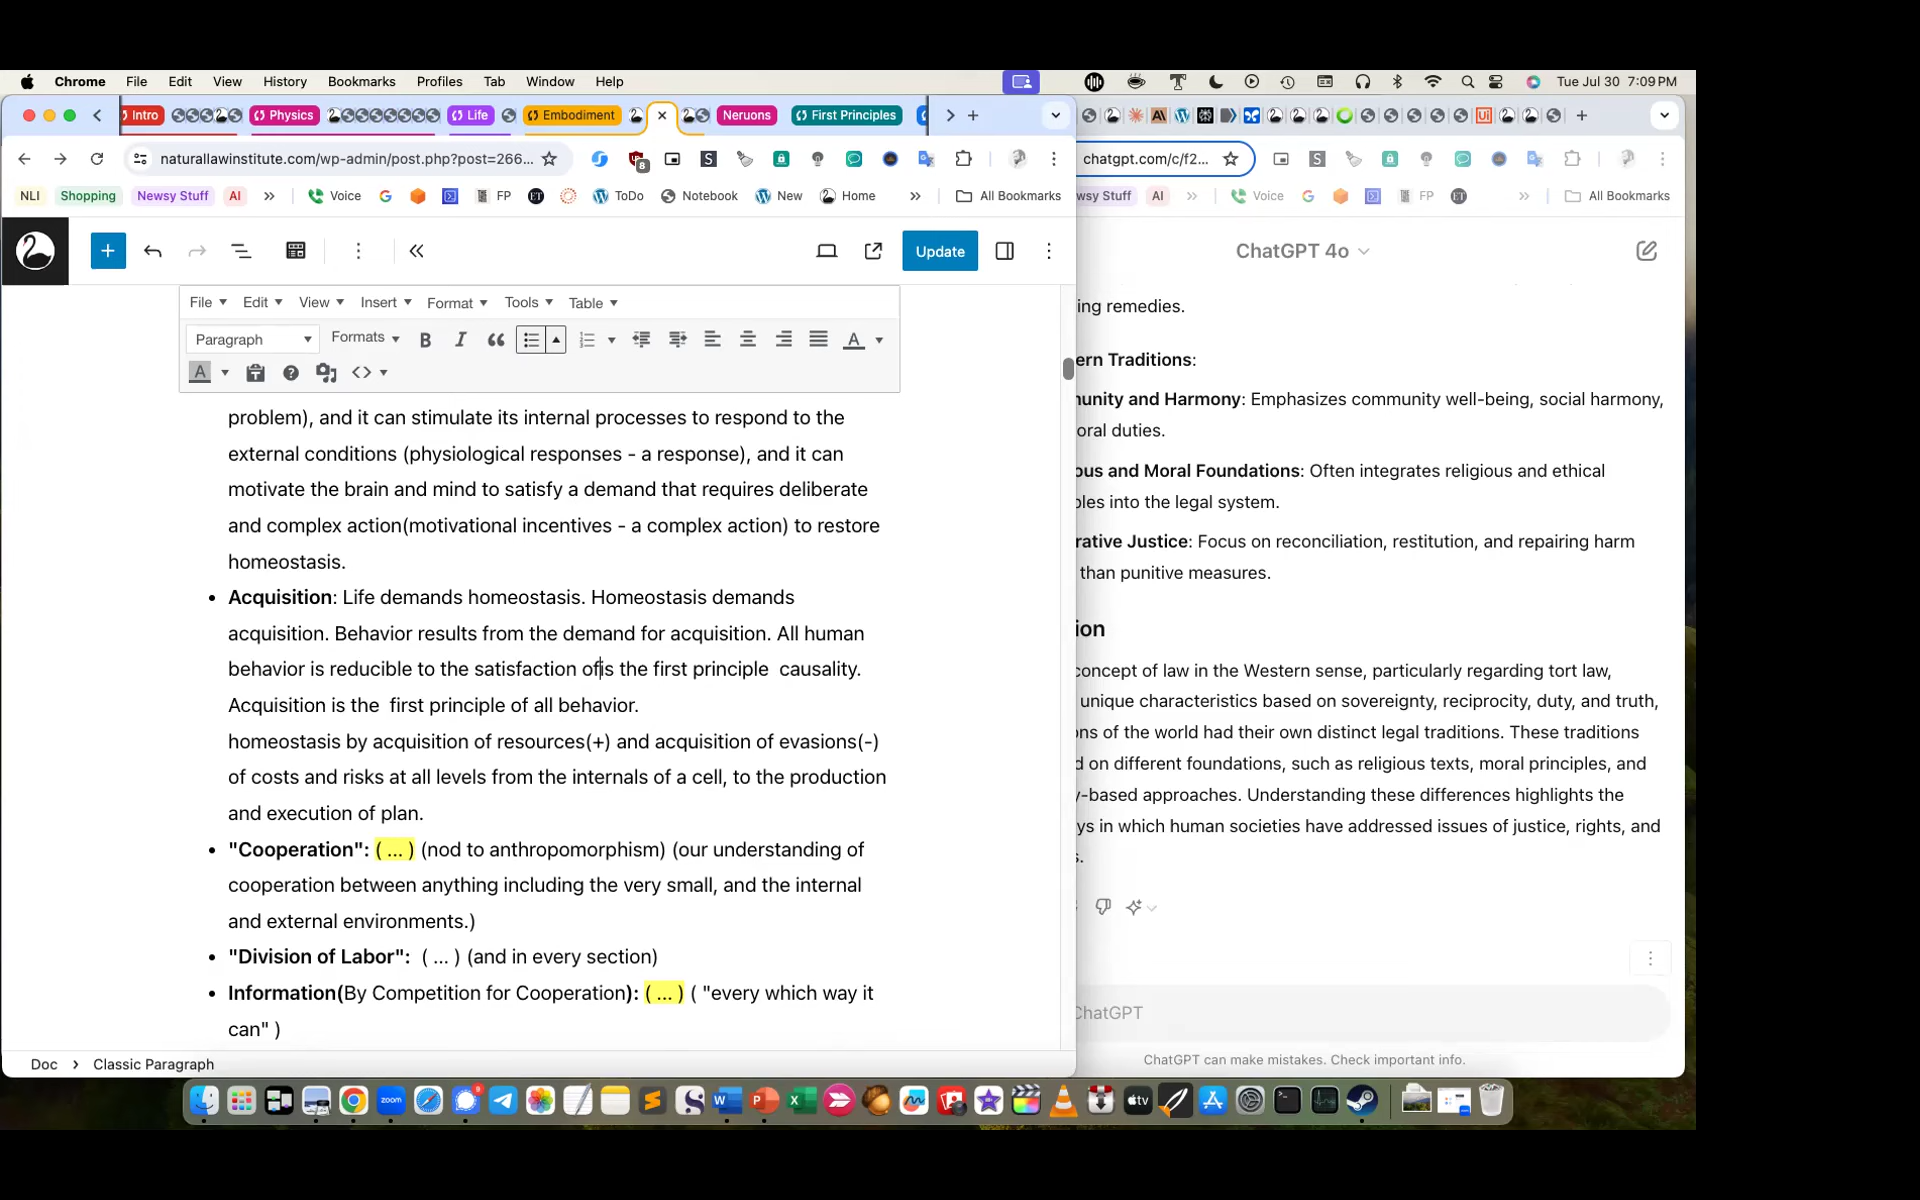 Chrome File Edit View History Bookmarks Profiles Tab Window Help Tue Jul 30 7:09 PM
Intro Physics Life Embodiment Neruons First Principles
naturallawinstitute.com/wp-admin/post.php?post=266...
8
chatgpt.com/c/f2...
NLI Shopping Newsy Stuff AI Voice FP ToDo Notebook New Home All Bookmarks
wsy Stuff AI Voice FP All Bookmarks
Update
ChatGPT 4o
File Edit View Insert Format Tools Table
Paragraph Formats
problem), and it can stimulate its internal processes to respond to the
external conditions (physiological responses - a response), and it can
motivate the brain and mind to satisfy a demand that requires deliberate
and complex action(motivational incentives - a complex action) to restore
homeostasis.
• Acquisition: Life demands homeostasis. Homeostasis demands
acquisition. Behavior results from the demand for acquisition. All human
behavior is reducible to the satisfaction ofis the first principle  causality.
Acquisition is the  first principle of all behavior.
homeostasis by acquisition of resources(+) and acquisition of evasions(-)
of costs and risks at all levels from the internals of a cell, to the production
and execution of plan.
• "Cooperation": ( ... ) (nod to anthropomorphism) (our understanding of
cooperation between anything including the very small, and the internal
and external environments.)
• "Division of Labor":  ( ... ) (and in every section)
• Information(By Competition for Cooperation): ( ... ) ( "every which way it
can" )
Doc > Classic Paragraph
ing remedies.
ern Traditions:
unity and Harmony: Emphasizes community well-being, social harmony,
oral duties.
ous and Moral Foundations: Often integrates religious and ethical
ples into the legal system.
rative Justice: Focus on reconciliation, restitution, and repairing harm
than punitive measures.
ion
concept of law in the Western sense, particularly regarding tort law,
unique characteristics based on sovereignty, reciprocity, duty, and truth,
ons of the world had their own distinct legal traditions. These traditions
d on different foundations, such as religious texts, moral principles, and
y-based approaches. Understanding these differences highlights the
ys in which human societies have addressed issues of justice, rights, and
s.
ChatGPT
ChatGPT can make mistakes. Check important info.
zoom
tv